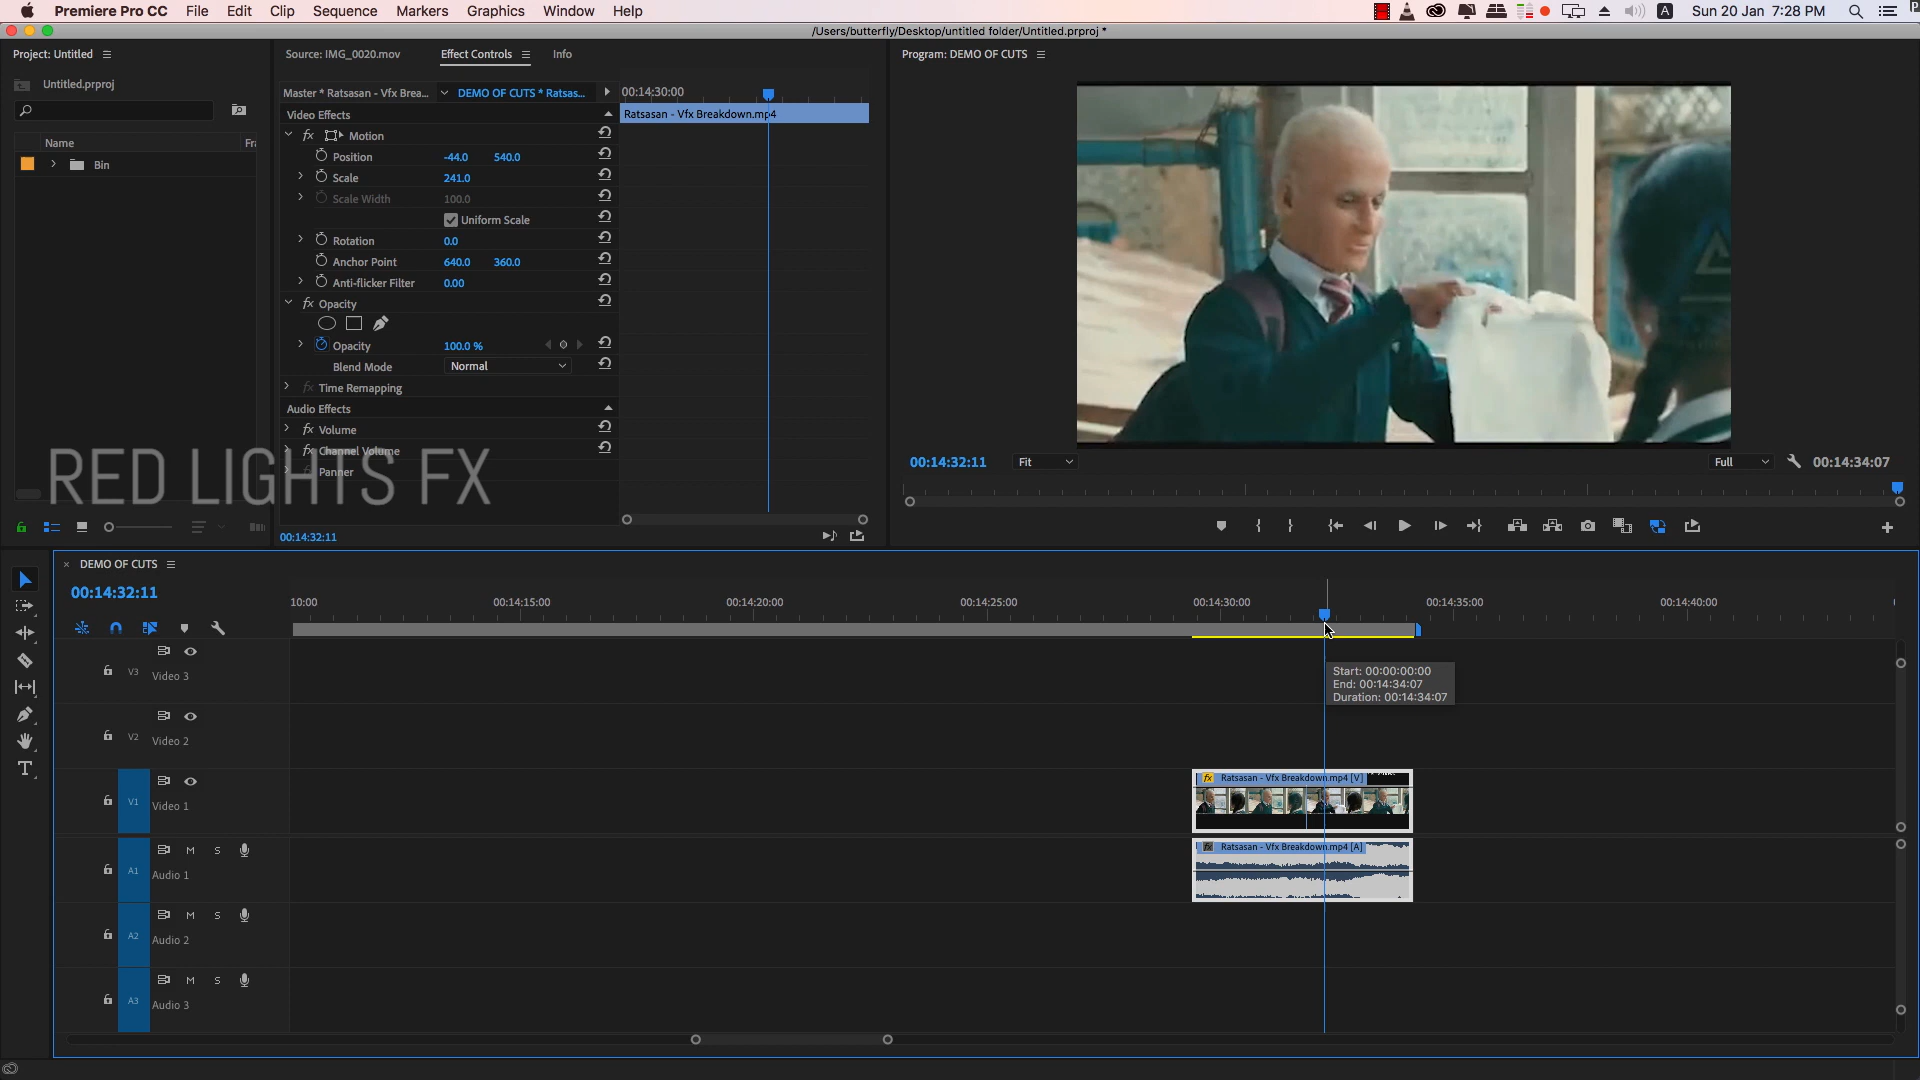 Premiere Pro CC File Edit Clip Sequence Markers Graphics Window Help
A Sun 20 Jan 7:28 PM
/Users/butterfly/Desktop/untitled folder/Untitled.prproj *
Project: Untitled
Untitled.prproj
Name Fr
Bin
Source: IMG_0020.mov Effect Controls Info
Master * Ratsasan - Vfx Brea... DEMO OF CUTS * Ratsas...
00:14:30:00
Video Effects
Ratsasan - Vfx Breakdown.mp4
fx Motion
Position -44.0 540.0
Scale 241.0
Scale Width 100.0
Uniform Scale
Rotation 0.0
Anchor Point 640.0 360.0
Anti-flicker Filter 0.00
fx Opacity
Opacity 100.0 %
Blend Mode Normal
fx Time Remapping
Audio Effects
fx Volume
fx Channel Volume
Panner
RED LIGHTS FX
00:14:32:11
Program: DEMO OF CUTS
00:14:32:11 Fit Full 00:14:34:07
DEMO OF CUTS
00:14:32:11
10:00 00:14:15:00 00:14:20:00 00:14:25:00 00:14:30:00 00:14:35:00 00:14:40:00
Start: 00:00:00:00
End: 00:14:34:07
Duration: 00:14:34:07
V3 Video 3
V2 Video 2
V1 Video 1
fx Ratsasan - Vfx Breakdown.mp4 [V]
M S
A1 Audio 1
fx Ratsasan - Vfx Breakdown.mp4 [A]
M S
A2 Audio 2
M S
A3 Audio 3
T